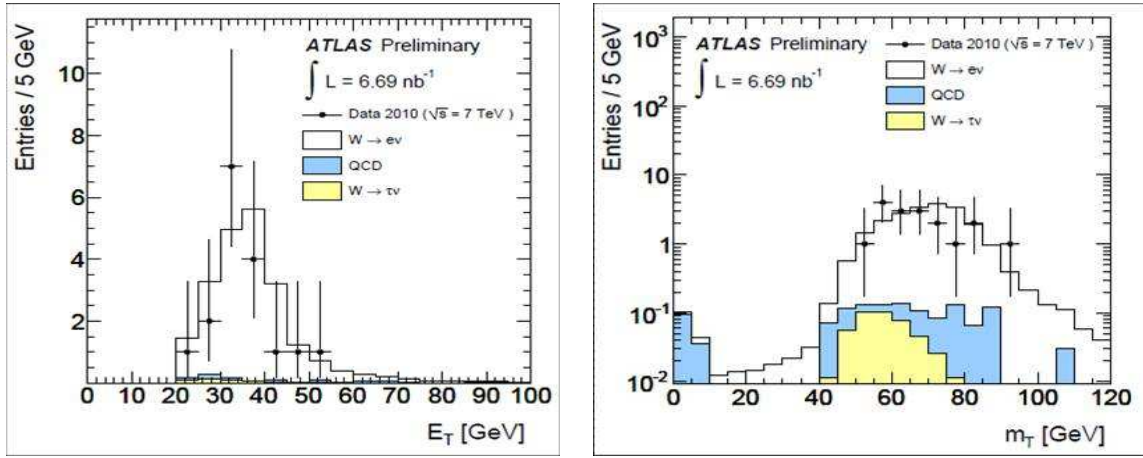 Entries / 5 GeV
ATLAS Preliminary
∫ L = 6.69 nb⁻¹
Data 2010 (√s = 7 TeV)
W → eν
QCD
W → τν
10
8
6
4
2
0 10 20 30 40 50 60 70 80 90 100
E_T [GeV]
Entries / 5 GeV
ATLAS Preliminary
∫ L = 6.69 nb⁻¹
Data 2010 (√s = 7 TeV)
W → eν
QCD
W → τν
10³
10²
10
1
10⁻¹
10⁻²
0 20 40 60 80 100 120
m_T [GeV]